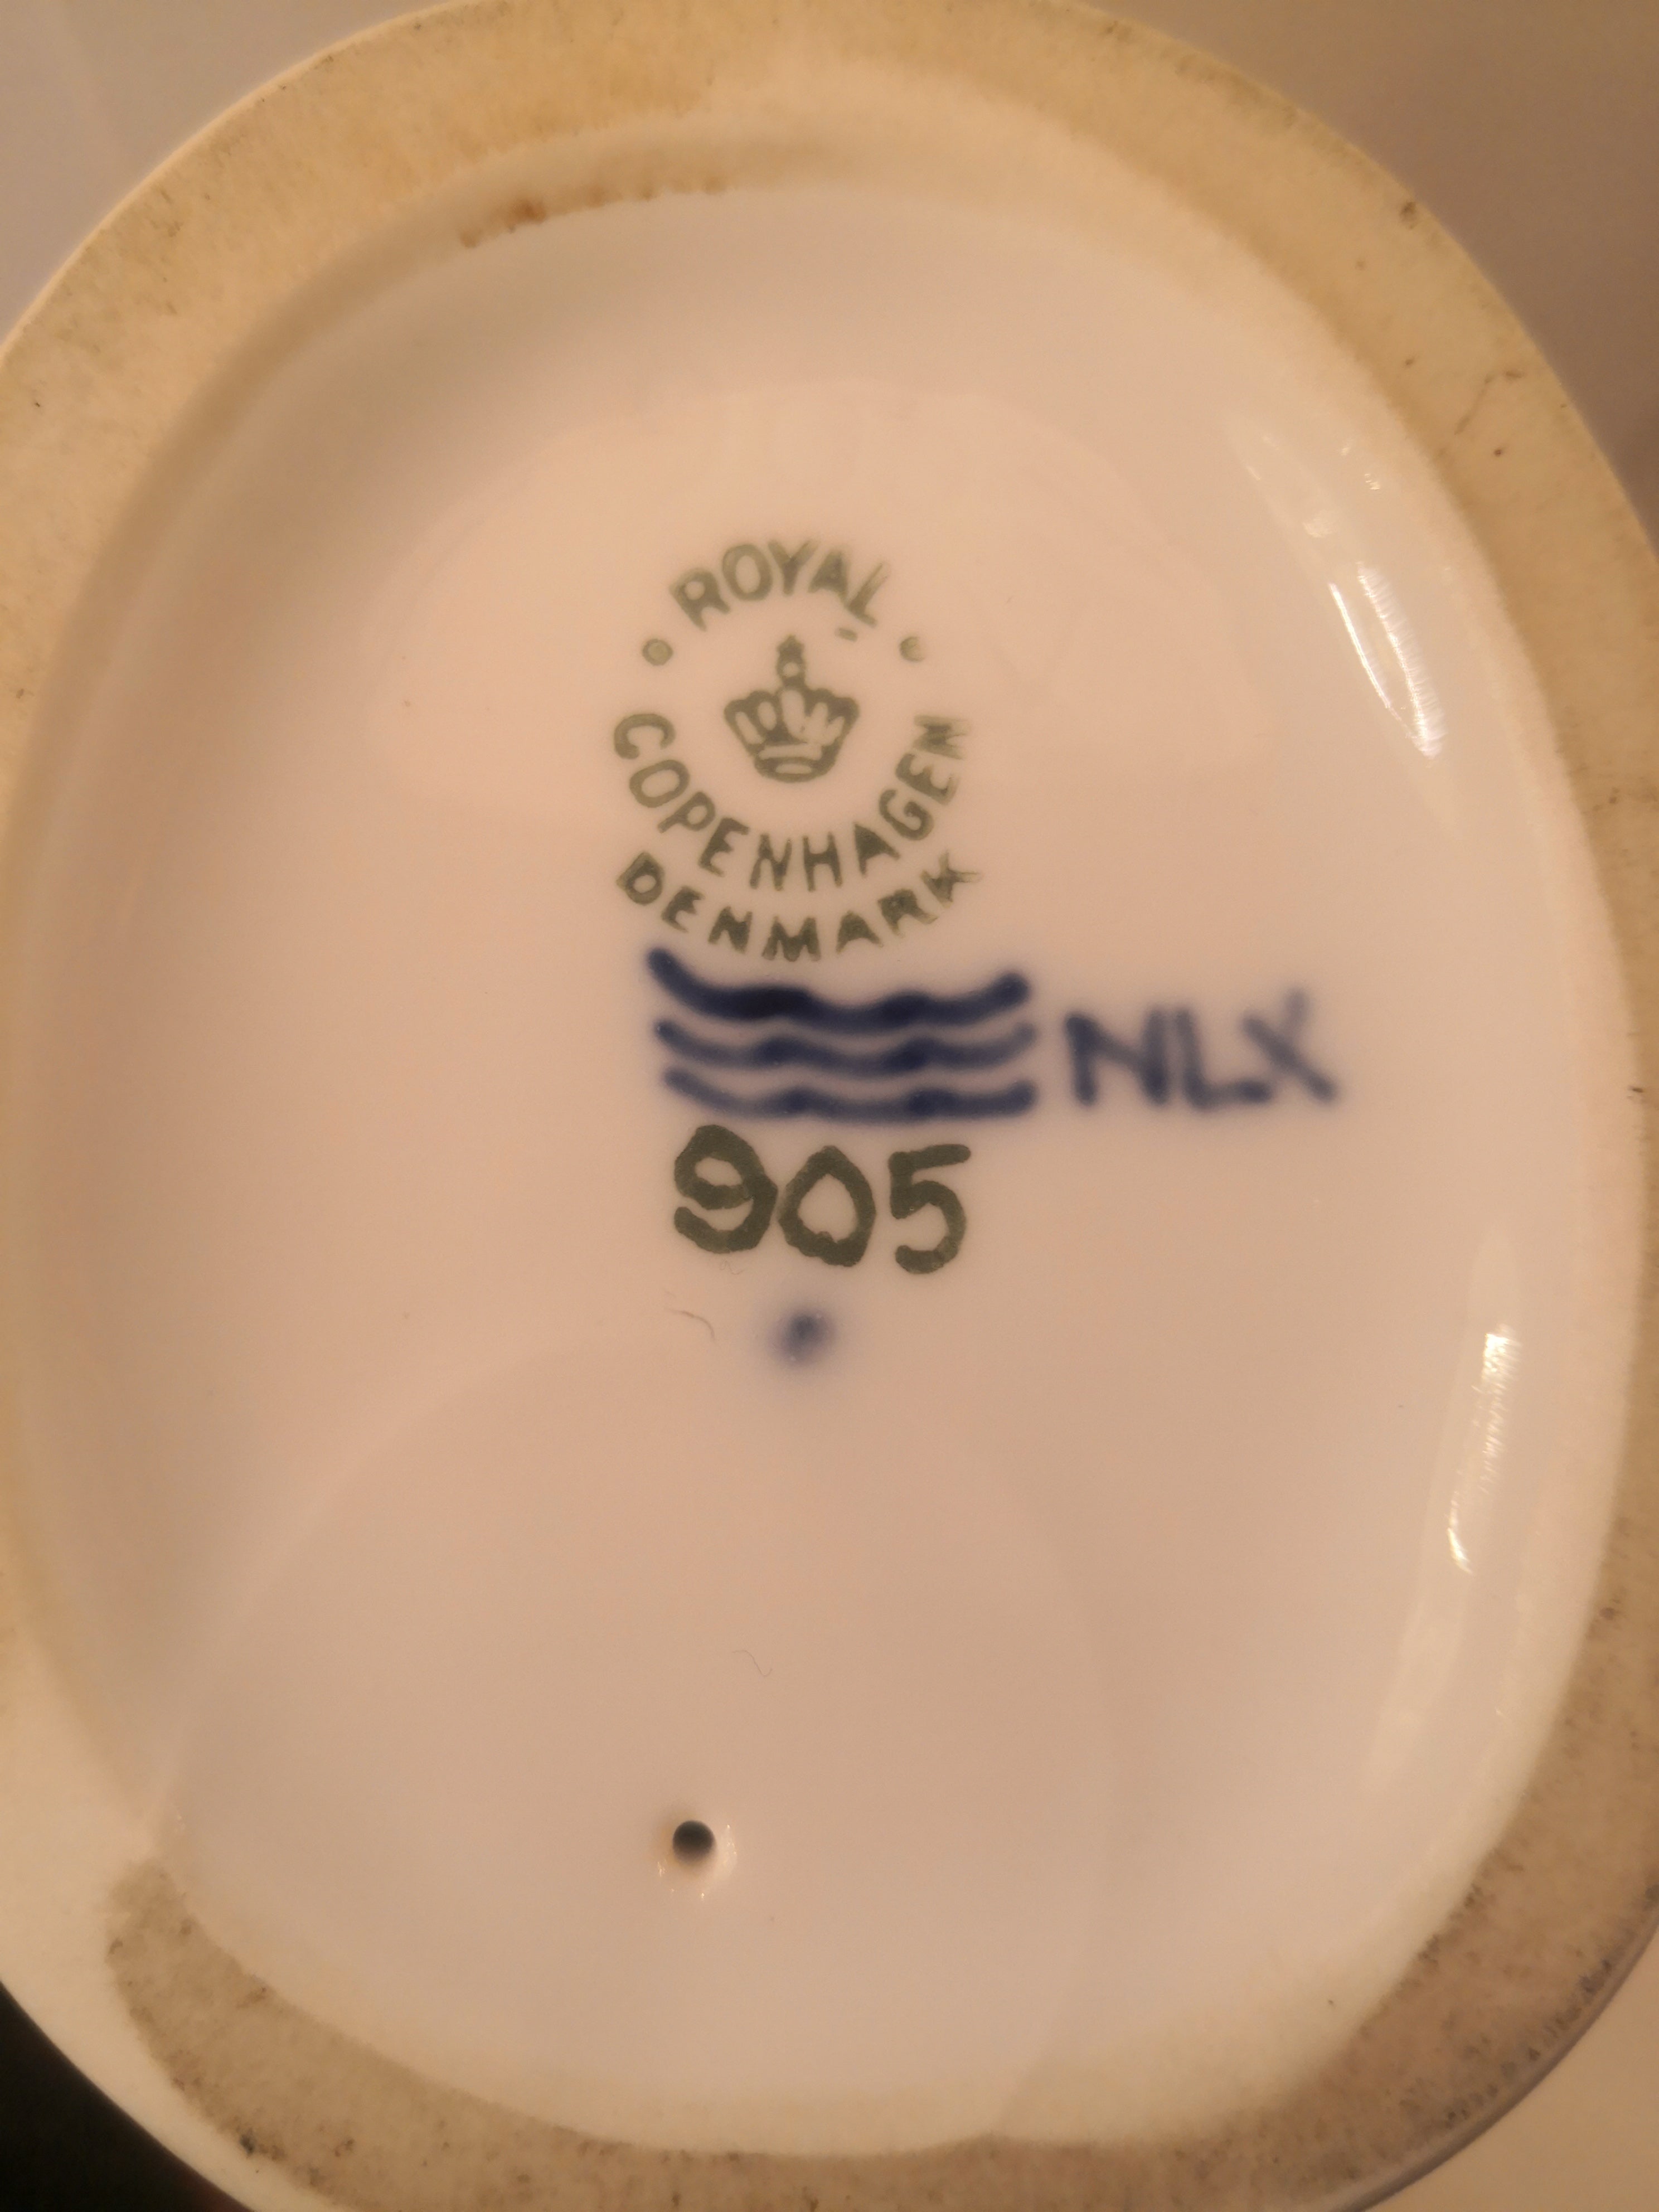 ROYAL
COPENHAGEN
DENMARK
NLX
905